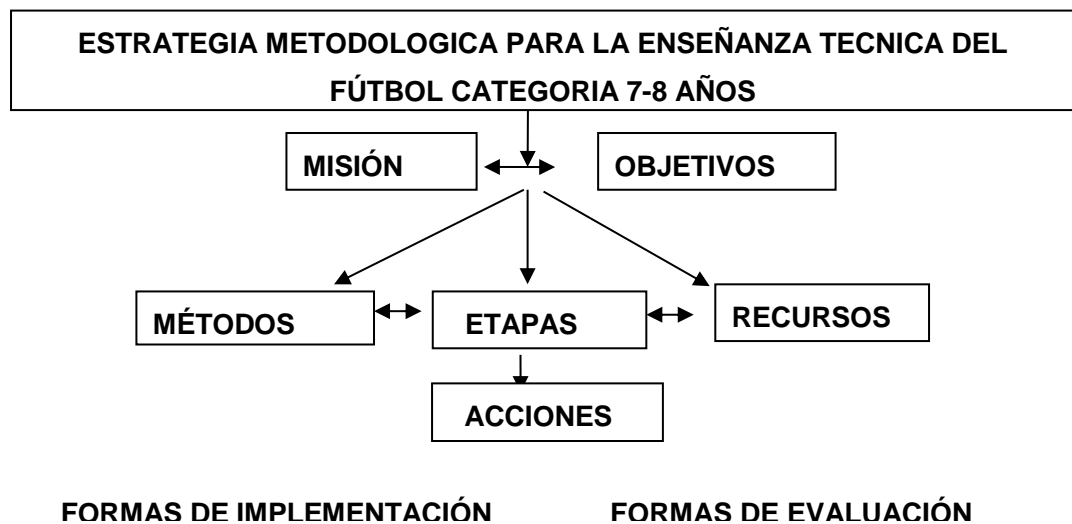 ESTRATEGIA METODOLOGICA PARA LA ENSEÑANZA TECNICA DEL
FÚTBOL CATEGORIA 7-8 AÑOS
MISIÓN
OBJETIVOS
MÉTODOS
ETAPAS
RECURSOS
ACCIONES
FORMAS DE IMPLEMENTACIÓN
FORMAS DE EVALUACIÓN